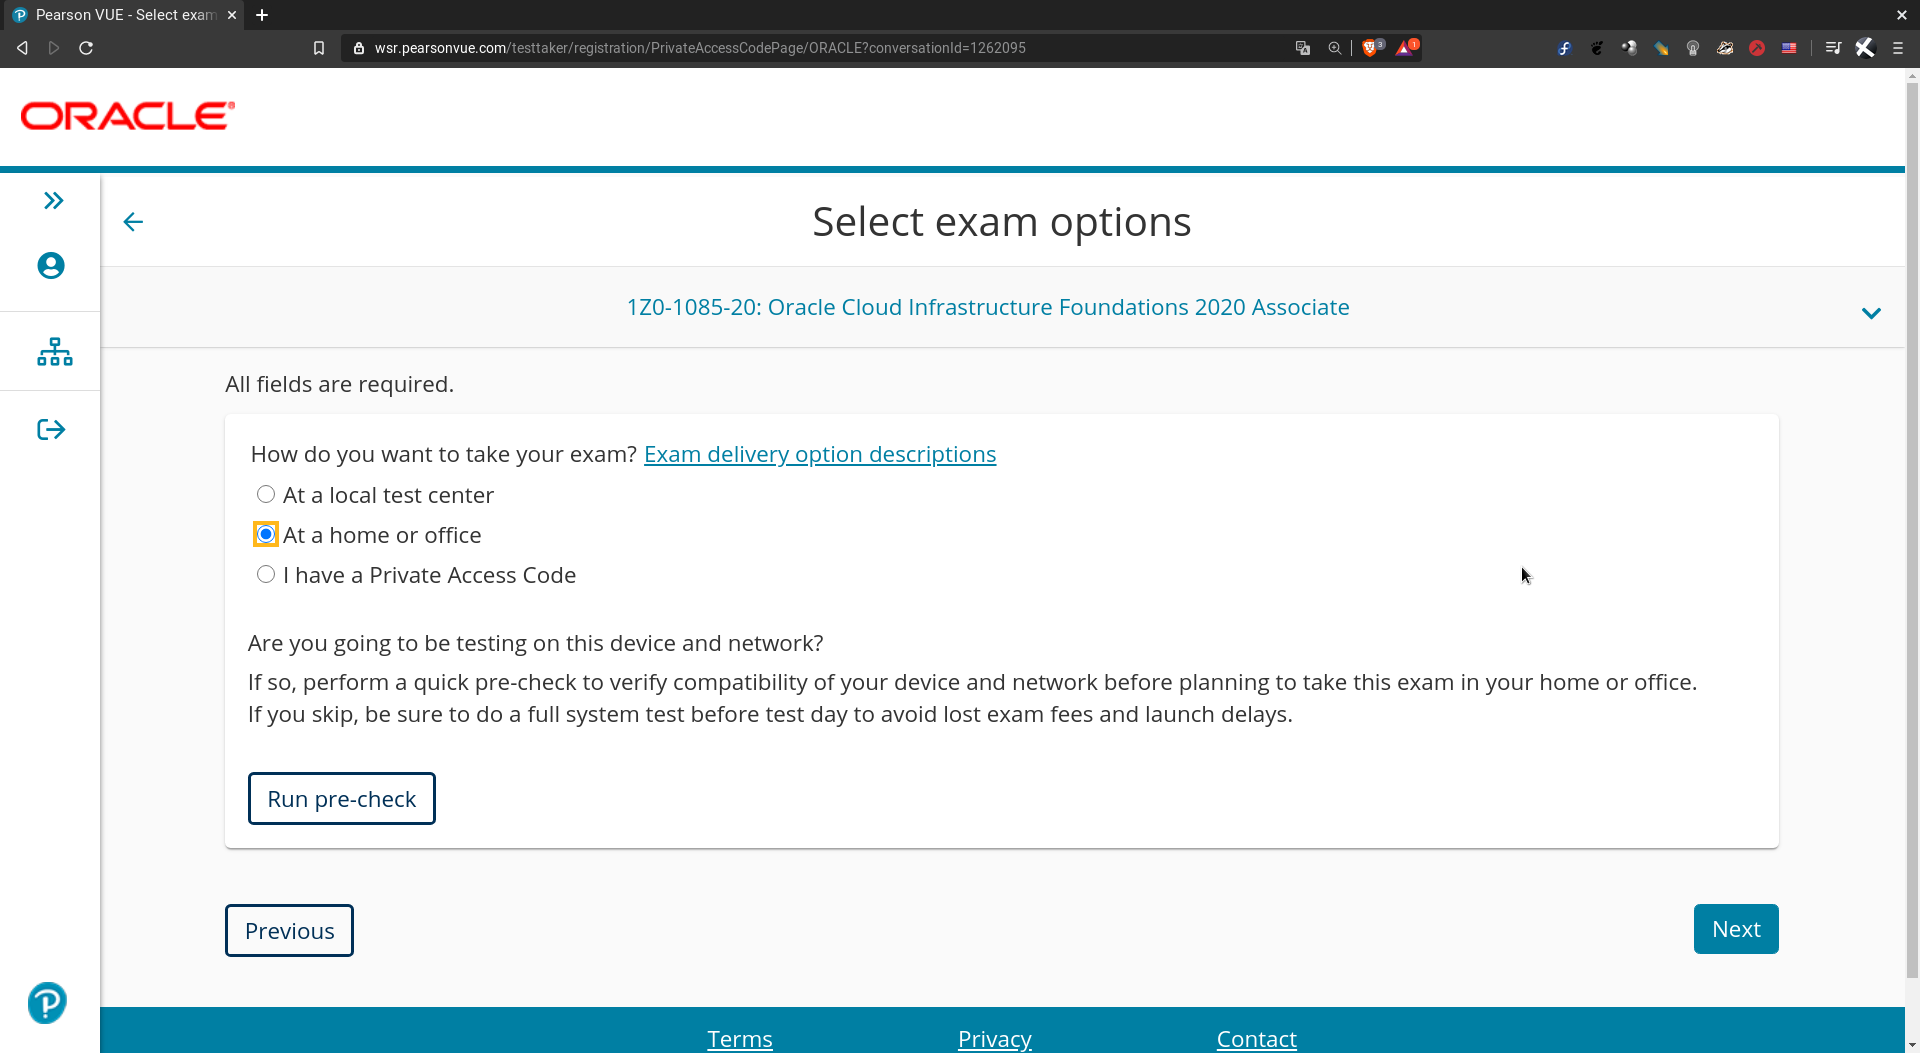 Pearson VUE - Select exam
wsr.pearsonvue.com/testtaker/registration/PrivateAccessCodePage/ORACLE?conversationId=1262095
3
1
ORACLE®
Select exam options
1Z0-1085-20: Oracle Cloud Infrastructure Foundations 2020 Associate
All fields are required.
How do you want to take your exam? Exam delivery option descriptions
At a local test center
At a home or office
I have a Private Access Code
Are you going to be testing on this device and network?
If so, perform a quick pre-check to verify compatibility of your device and network before planning to take this exam in your home or office.
If you skip, be sure to do a full system test before test day to avoid lost exam fees and launch delays.
Run pre-check
Previous
Next
Terms
Privacy
Contact